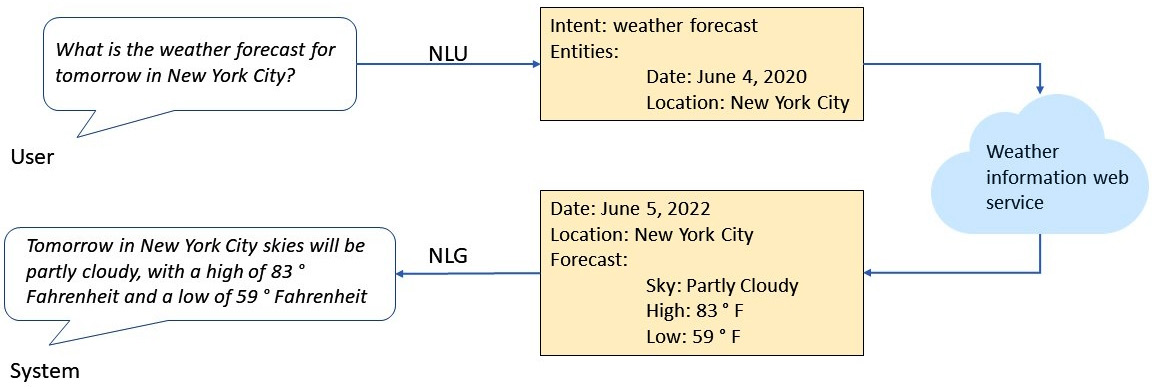 What is the weather forecast for
tomorrow in New York City?
NLU
Intent: weather forecast
Entities:
Date: June 4, 2020
Location: New York City
User
Weather
information web
service
Date: June 5, 2022
Location: New York City
Forecast:
Sky: Partly Cloudy
High: 83 ° F
Low: 59 ° F
NLG
Tomorrow in New York City skies will be
partly cloudy, with a high of 83 °
Fahrenheit and a low of 59 ° Fahrenheit
System